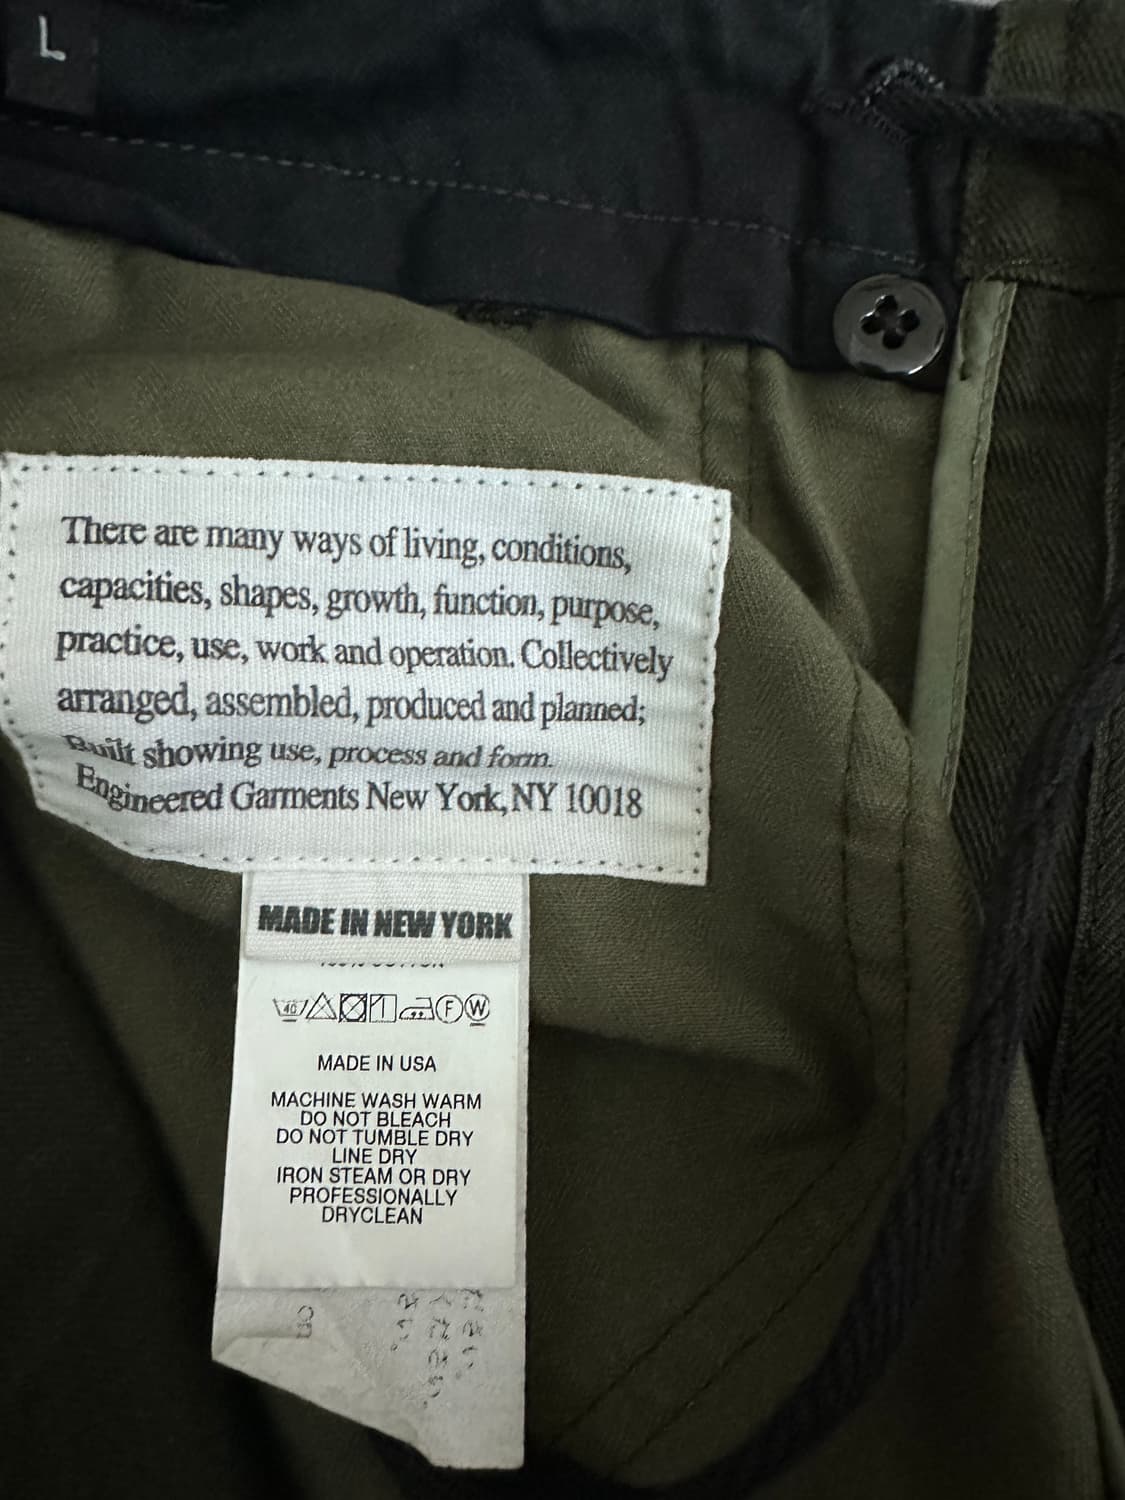 L
There are many ways of living, conditions,
capacities, shapes, growth, function, purpose,
practice, use, work and operation. Collectively
arranged, assembled, produced and planned;
Built showing use, process and form.
Engineered Garments New York, NY 10018
MADE IN NEW YORK
40 F W
MADE IN USA
MACHINE WASH WARM
DO NOT BLEACH
DO NOT TUMBLE DRY
LINE DRY
IRON STEAM OR DRY
PROFESSIONALLY
DRYCLEAN